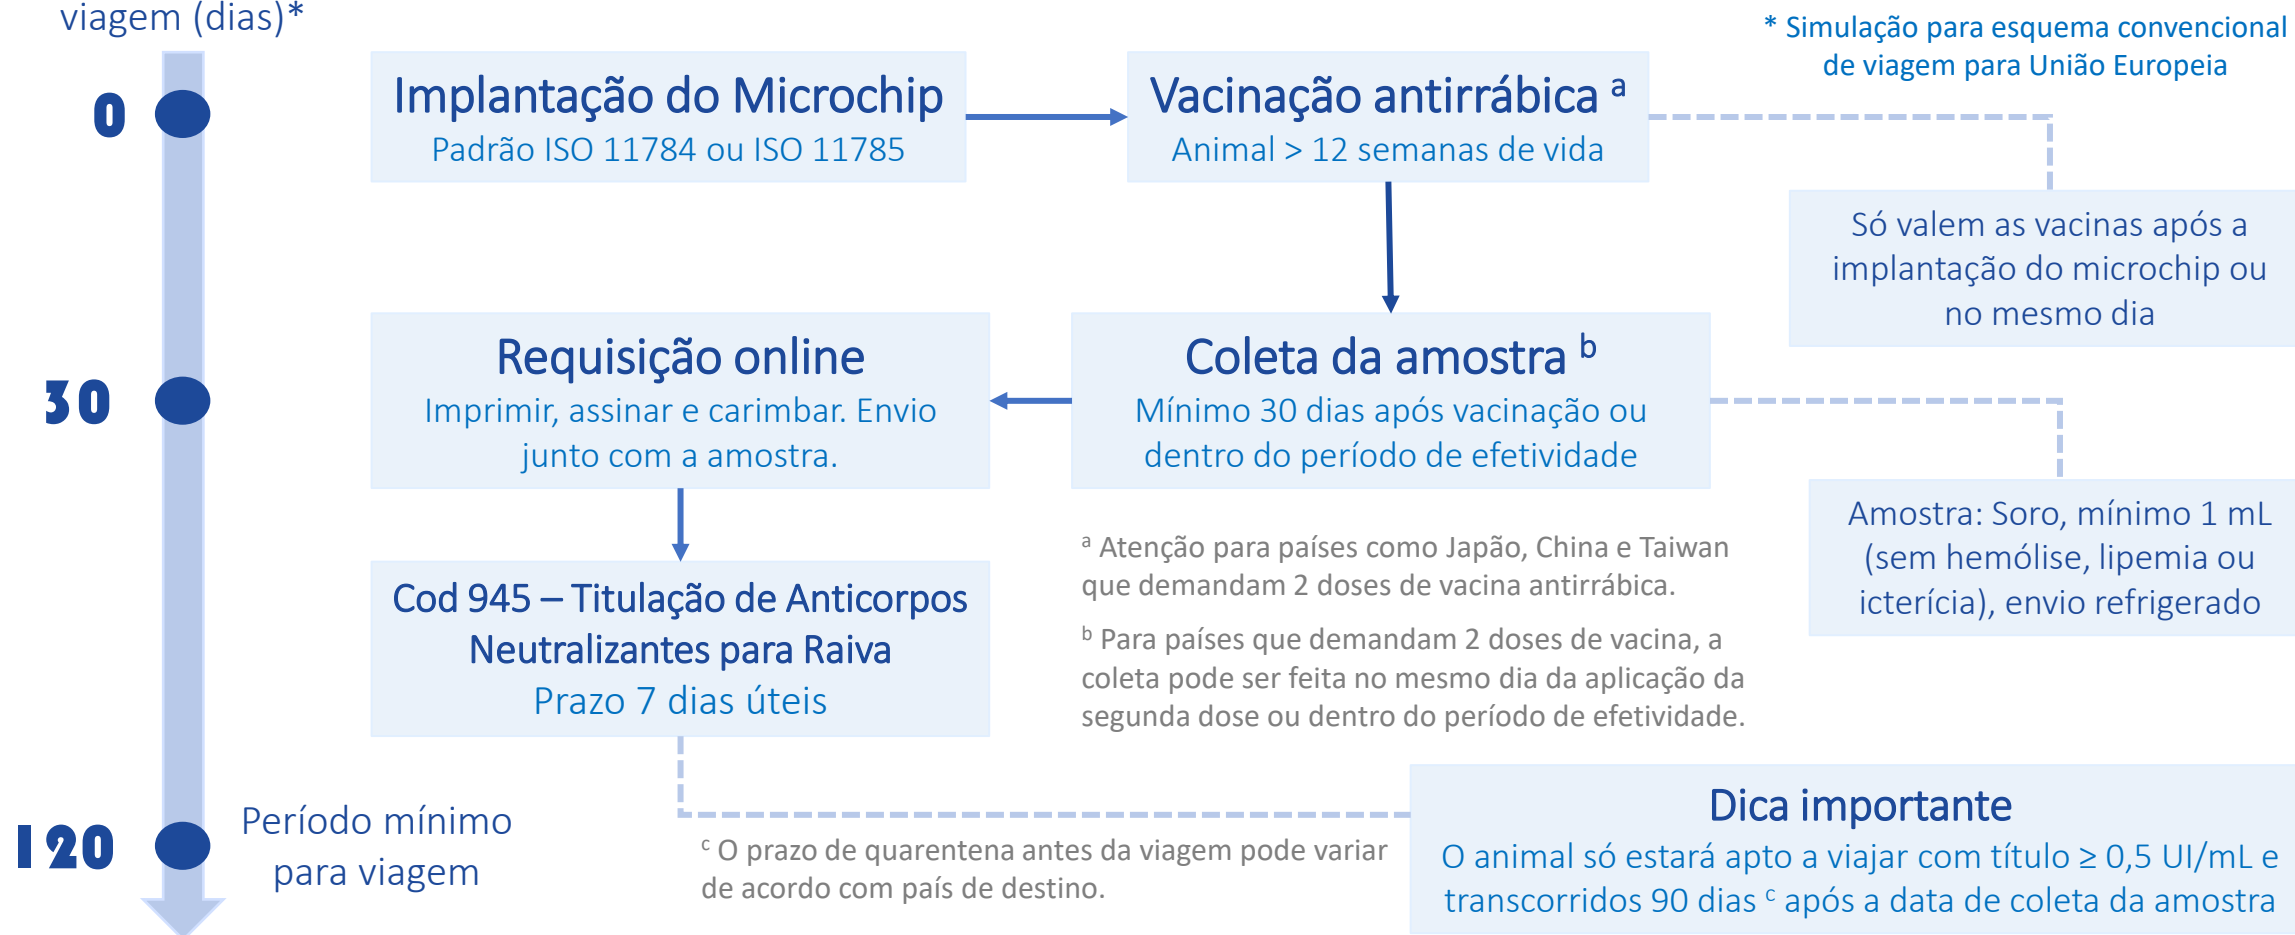 viagem (dias)*
* Simulação para esquema convencional
de viagem para União Europeia
0
Implantação do Microchip
Padrão ISO 11784 ou ISO 11785
Vacinação antirrábica ª
Animal > 12 semanas de vida
Só valem as vacinas após a
implantação do microchip ou
no mesmo dia
30
Requisição online
Imprimir, assinar e carimbar. Envio
junto com a amostra.
Coleta da amostra ᵇ
Mínimo 30 dias após vacinação ou
dentro do período de efetividade
Amostra: Soro, mínimo 1 mL
(sem hemólise, lipemia ou
icterícia), envio refrigerado
Cod 945 – Titulação de Anticorpos
Neutralizantes para Raiva
Prazo 7 dias úteis
ª Atenção para países como Japão, China e Taiwan
que demandam 2 doses de vacina antirrábica.
ᵇ Para países que demandam 2 doses de vacina, a
coleta pode ser feita no mesmo dia da aplicação da
segunda dose ou dentro do período de efetividade.
120
Período mínimo
para viagem
ᶜ O prazo de quarentena antes da viagem pode variar
de acordo com país de destino.
Dica importante
O animal só estará apto a viajar com título ≥ 0,5 UI/mL e
transcorridos 90 dias ᶜ após a data de coleta da amostra